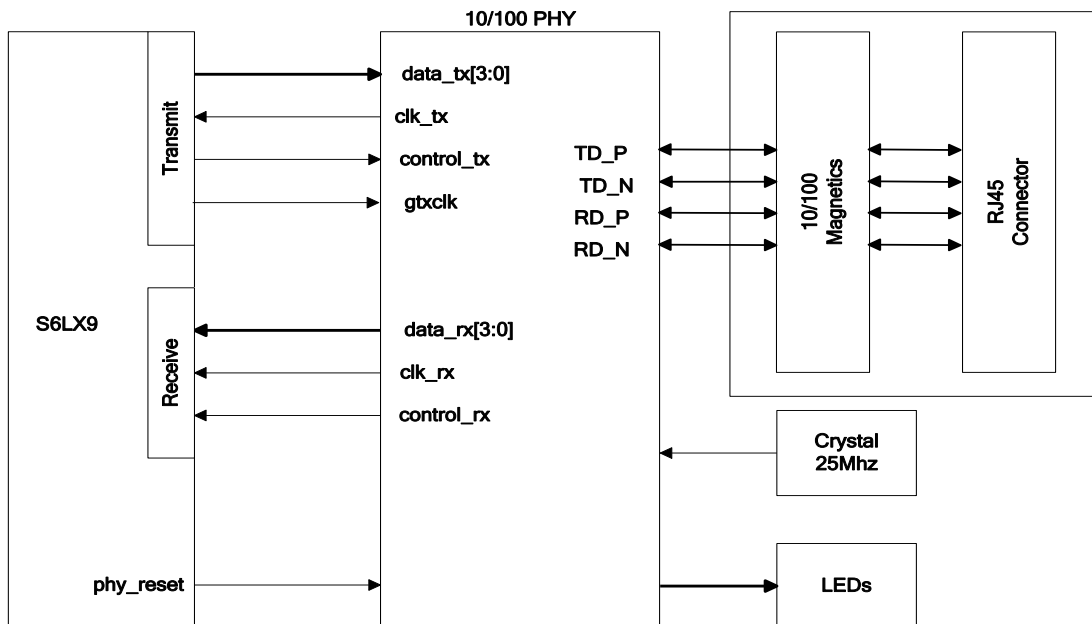 10/100 PHY
S6LX9
Transmit
data_tx[3:0]
clk_tx
control_tx
gtxclk
Receive
data_rx[3:0]
clk_rx
control_rx
phy_reset
TD_P
TD_N
RD_P
RD_N
10/100
Magnetics
RJ45
Connector
Crystal
25Mhz
LEDs